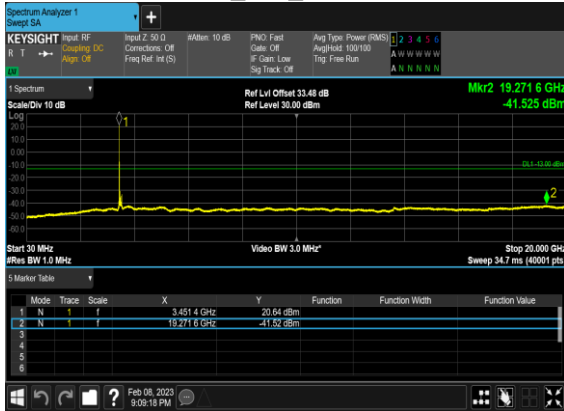 Spectrum Analyzer 1
Swept SA
+
KEYSIGHT Input: RF Input Z: 50 Ω #Atten: 10 dB PNO: Fast Avg Type: Power (RMS) 1 2 3 4 5 6
R T Coupling: DC Corrections: Off Gate: Off Avg|Hold: 100/100 A W W W W W
Align: Off Freq Ref: Int (S) IF Gain: Low Trig: Free Run
Sig Track: Off A N N N N N
1 Spectrum Ref Lvl Offset 33.48 dB Mkr2 19.271 6 GHz
Scale/Div 10 dB Ref Level 30.00 dBm -41.525 dBm
Log
20.0
10.0
0.00
-10.0
-20.0
-30.0
-40.0
-50.0
-60.0
1
DL1 -13.00 dBm
2
Start 30 MHz Video BW 3.0 MHz* Stop 20.000 GHz
#Res BW 1.0 MHz Sweep 34.7 ms (40001 pts)
5 Marker Table
Mode Trace Scale X Y Function Function Width Function Value
1 N 1 f 3.451 4 GHz 20.64 dBm
2 N 1 f 19.271 6 GHz -41.52 dBm
3
4
5
6
? Feb 08, 2023
9:09:18 PM